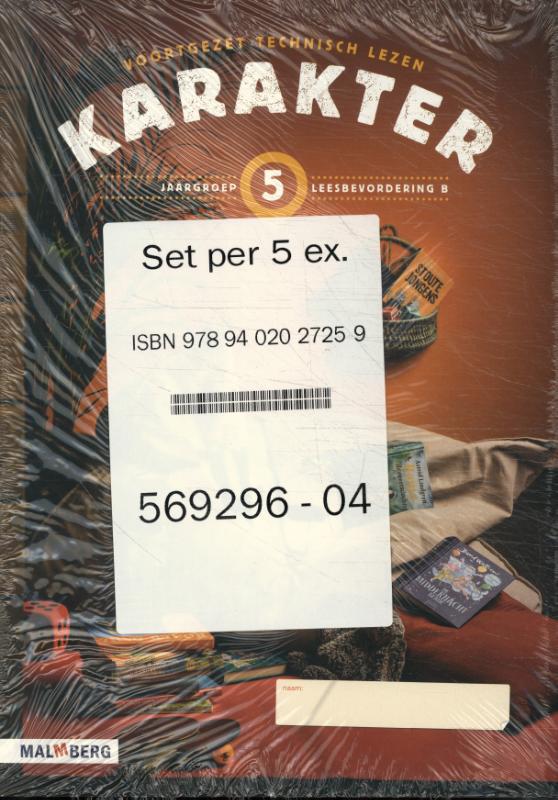 VOORTGEZET TECHNISCH LEZEN
KARAKTER
JAARGROEP 5 LEESBEVORDERING B
Set per 5 ex.
ISBN 978 94 020 2725 9
569296 - 04
STOUTE
JONGENS
MIDDERNACHT
naam:
MALMBERG